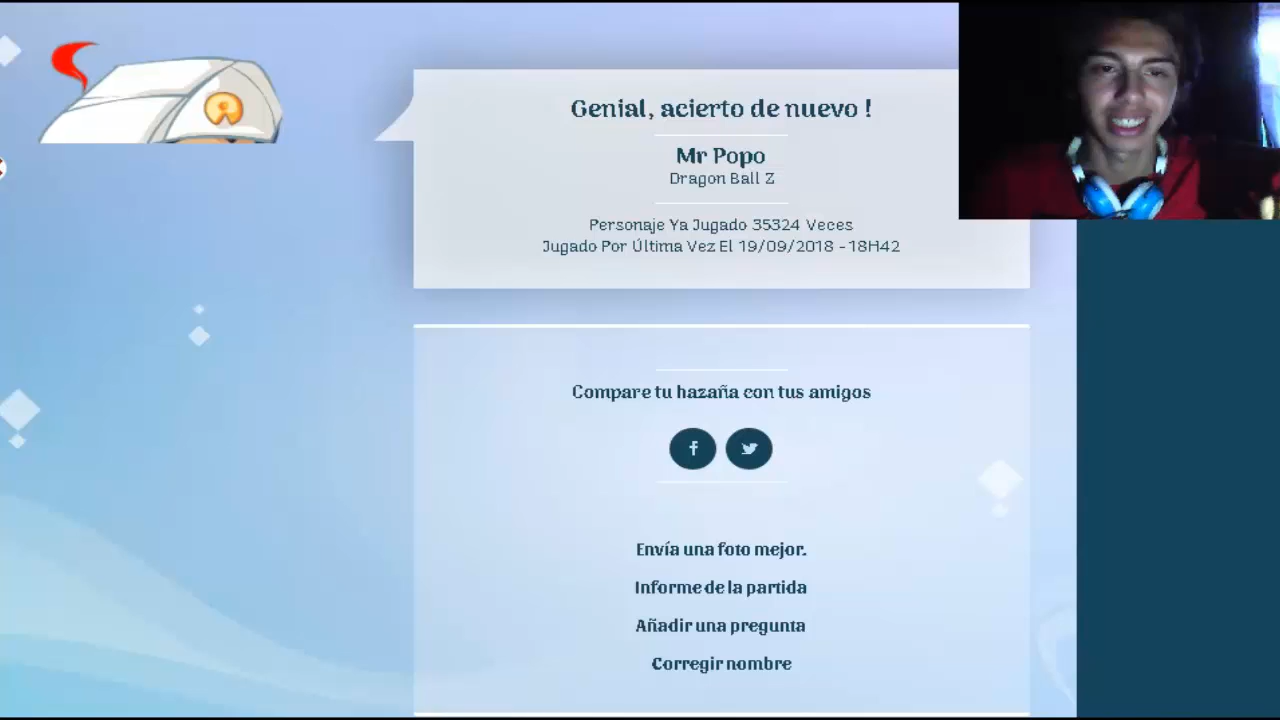 Genial, acierto de nuevo !
Mr Popo
Dragon Ball Z
Personaje Ya Jugado 35324 Veces
Jugado Por Última Vez El 19/09/2018 - 18H42
Compare tu hazaña con tus amigos
Envía una foto mejor.
Informe de la partida
Añadir una pregunta
Corregir nombre